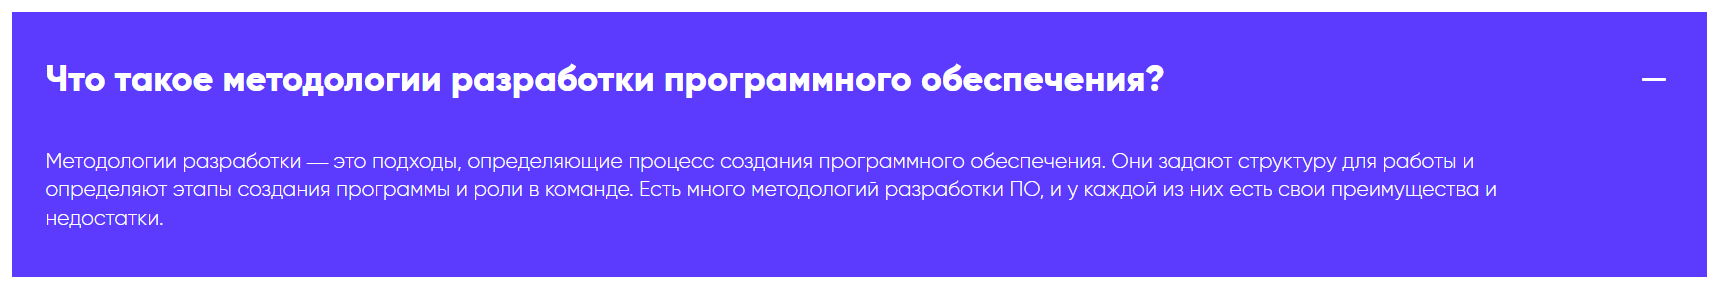 Что такое методологии разработки программного обеспечения?
Методологии разработки — это подходы, определяющие процесс создания программного обеспечения. Они задают структуру для работы и
определяют этапы создания программы и роли в команде. Есть много методологий разработки ПО, и у каждой из них есть свои преимущества и
недостатки.